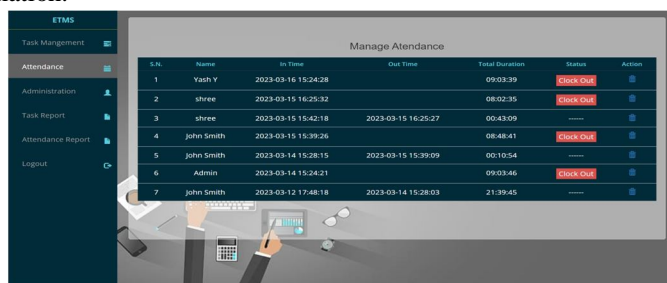 ETMS
Task Mangement
Attendance
Administration
Task Report
Attendance Report
Logout
Manage Atendance
S.N. Name In Time Out Time Total Duration Status Action
1 Yash Y 2023-03-16 15:24:28 09:03:39 Clock Out
2 shree 2023-03-16 15:25:32 08:02:35 Clock Out
3 shree 2023-03-15 15:42:18 2023-03-15 16:25:27 00:43:09 ------
4 John Smith 2023-03-15 15:39:26 08:48:41 Clock Out
5 John Smith 2023-03-14 15:28:15 2023-03-15 15:39:09 00:10:54 ------
6 Admin 2023-03-14 15:24:21 09:03:46 Clock Out
7 John Smith 2023-03-12 17:48:18 2023-03-14 15:28:03 21:39:45 ------